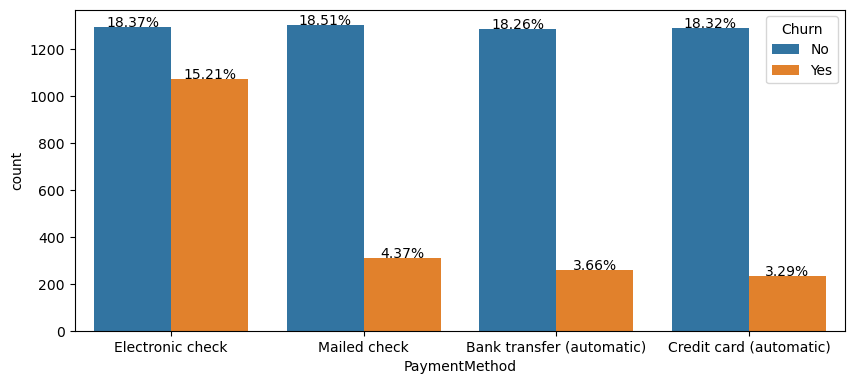 18.37% 18.51% 18.26% 18.32%
Churn
No
Yes
15.21%
4.37% 3.66% 3.29%
1200
1000
800
600
400
200
0
count
Electronic check Mailed check Bank transfer (automatic) Credit card (automatic)
PaymentMethod